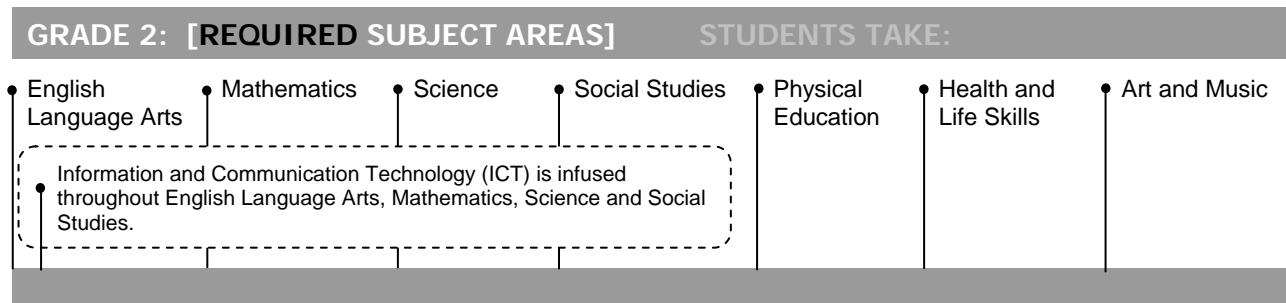 GRADE 2: [REQUIRED SUBJECT AREAS] STUDENTS TAKE:
English
Language Arts
Mathematics
Science
Social Studies
Physical
Education
Health and
Life Skills
Art and Music
Information and Communication Technology (ICT) is infused
throughout English Language Arts, Mathematics, Science and Social
Studies.